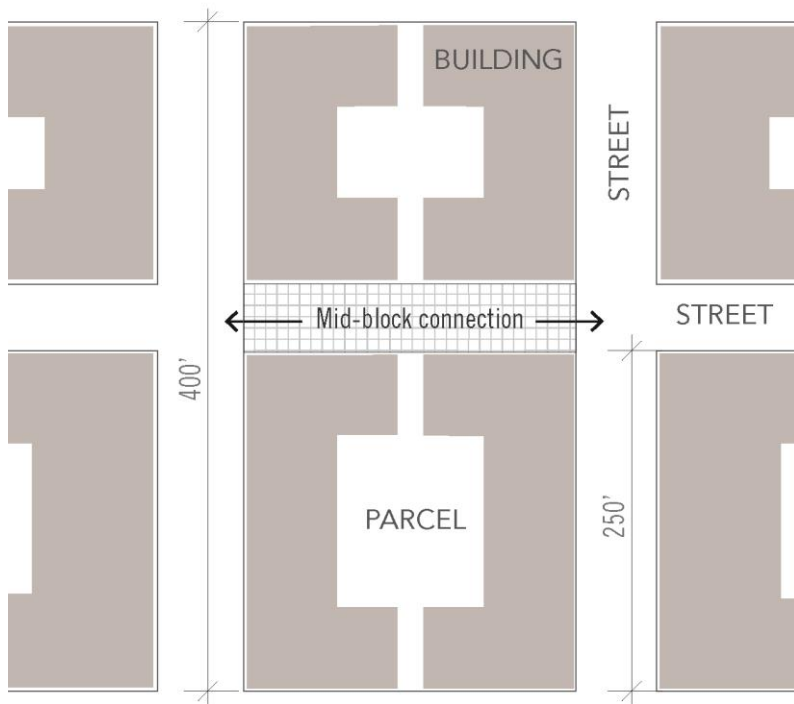 BUILDING
STREET
Mid-block connection
STREET
400'
PARCEL
250'